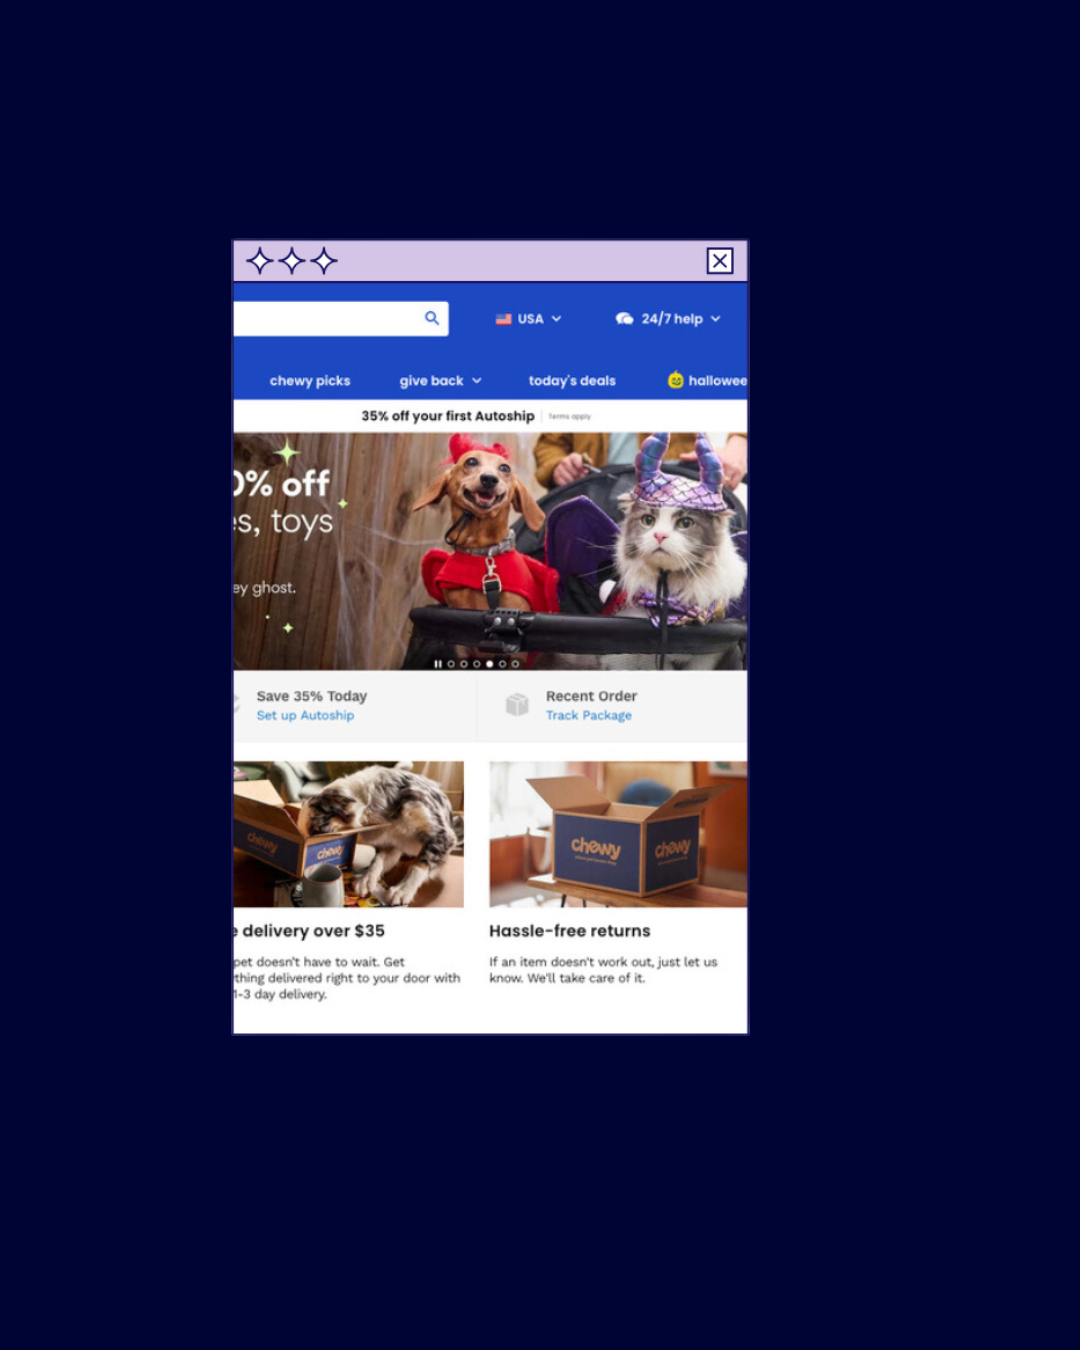 USA
24/7 help
chewy picks
give back
today's deals
hallowee
35% off your first Autoship
Terms apply
0% off
es, toys
ey ghost.
Save 35% Today
Set up Autoship
Recent Order
Track Package
chewy
chewy
chewy
chewy
e delivery over $35
pet doesn't have to wait. Get
thing delivered right to your door with
1-3 day delivery.
Hassle-free returns
If an item doesn't work out, just let us
know. We'll take care of it.